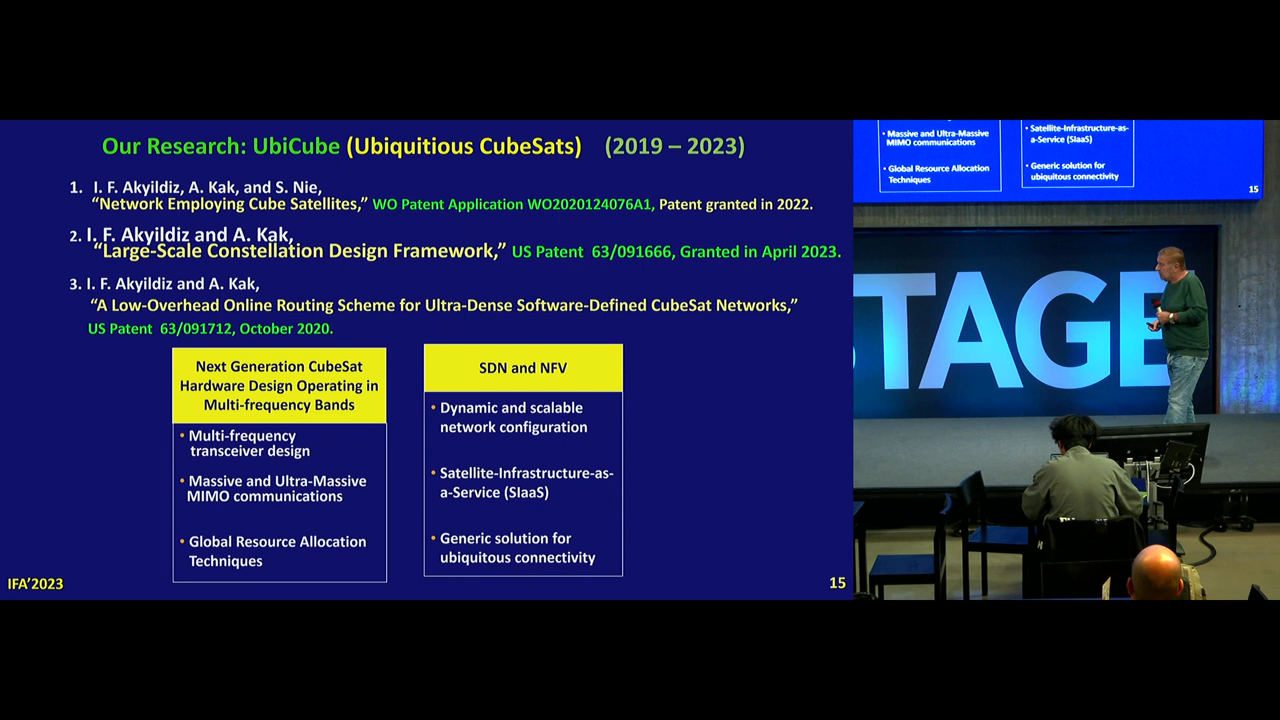 Our Research: UbiCube (Ubiquitious CubeSats) (2019 – 2023)
1. I. F. Akyildiz, A. Kak, and S. Nie,
“Network Employing Cube Satellites,” WO Patent Application WO2020124076A1, Patent granted in 2022.
2. I. F. Akyildiz and A. Kak,
“Large-Scale Constellation Design Framework,” US Patent 63/091666, Granted in April 2023.
3. I. F. Akyildiz and A. Kak,
“A Low-Overhead Online Routing Scheme for Ultra-Dense Software-Defined CubeSat Networks,”
US Patent 63/091712, October 2020.
Next Generation CubeSat
Hardware Design Operating in
Multi-frequency Bands
• Multi-frequency
transceiver design
• Massive and Ultra-Massive
MIMO communications
• Global Resource Allocation
Techniques
SDN and NFV
• Dynamic and scalable
network configuration
• Satellite-Infrastructure-as-
a-Service (SIaaS)
• Generic solution for
ubiquitous connectivity
IFA’2023
15
• Massive and Ultra-Massive
MIMO communications
• Global Resource Allocation
Techniques
• Satellite-Infrastructure-as-
a-Service (SIaaS)
• Generic solution for
ubiquitous connectivity
15
STAGE